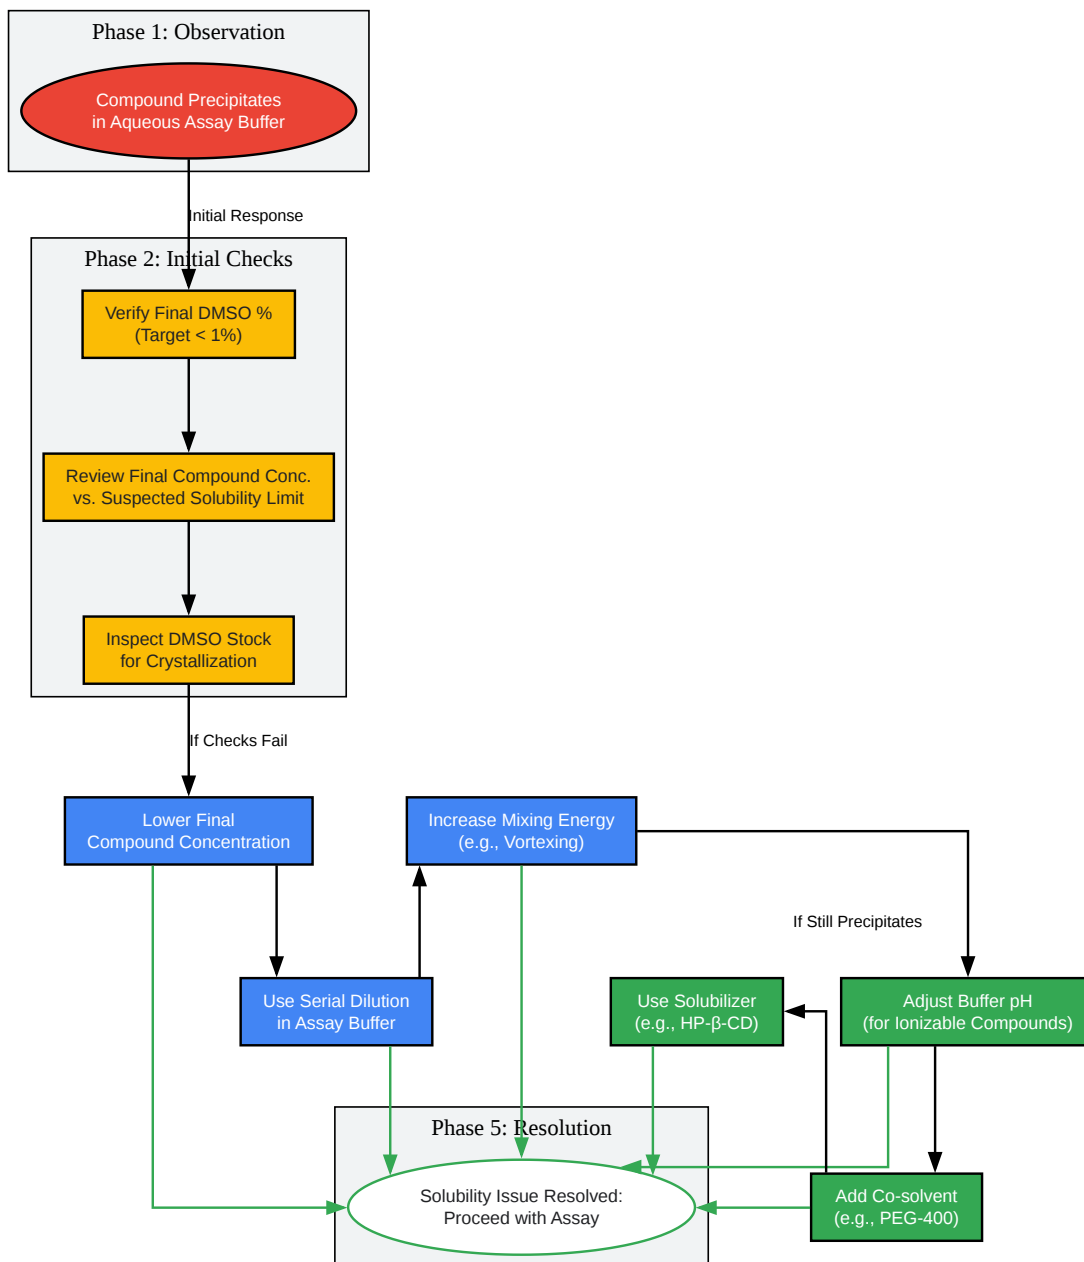 Phase 1: Observation
Compound Precipitates
in Aqueous Assay Buffer
Initial Response
Phase 2: Initial Checks
Verify Final DMSO %
(Target < 1%)
Review Final Compound Conc.
vs. Suspected Solubility Limit
Inspect DMSO Stock
for Crystallization
If Checks Fail
Lower Final
Compound Concentration
Increase Mixing Energy
(e.g., Vortexing)
If Still Precipitates
Use Serial Dilution
in Assay Buffer
Use Solubilizer
(e.g., HP-β-CD)
Adjust Buffer pH
(for Ionizable Compounds)
Phase 5: Resolution
Solubility Issue Resolved:
Proceed with Assay
Add Co-solvent
(e.g., PEG-400)